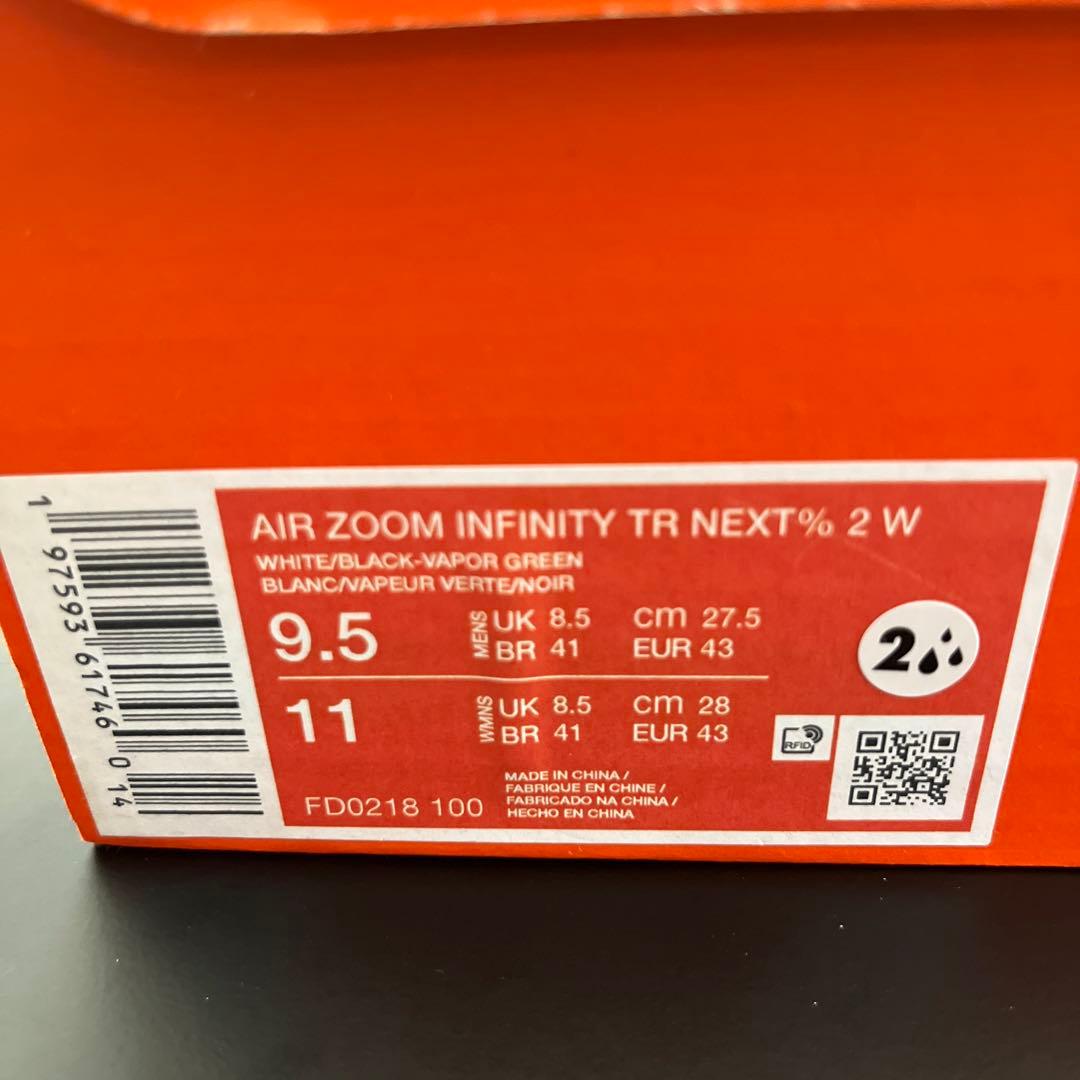 AIR ZOOM INFINITY TR NEXT% 2 W
WHITE/BLACK-VAPOR GREEN
BLANC/VAPEUR VERTE/NOIR
9.5 MENS UK 8.5 cm 27.5
BR 41 EUR 43
11 WMNS UK 8.5 cm 28
BR 41 EUR 43
2
RFID
MADE IN CHINA /
FABRIQUE EN CHINE /
FABRICADO NA CHINA /
HECHO EN CHINA
FD0218 100
1 97593 61746 0 14